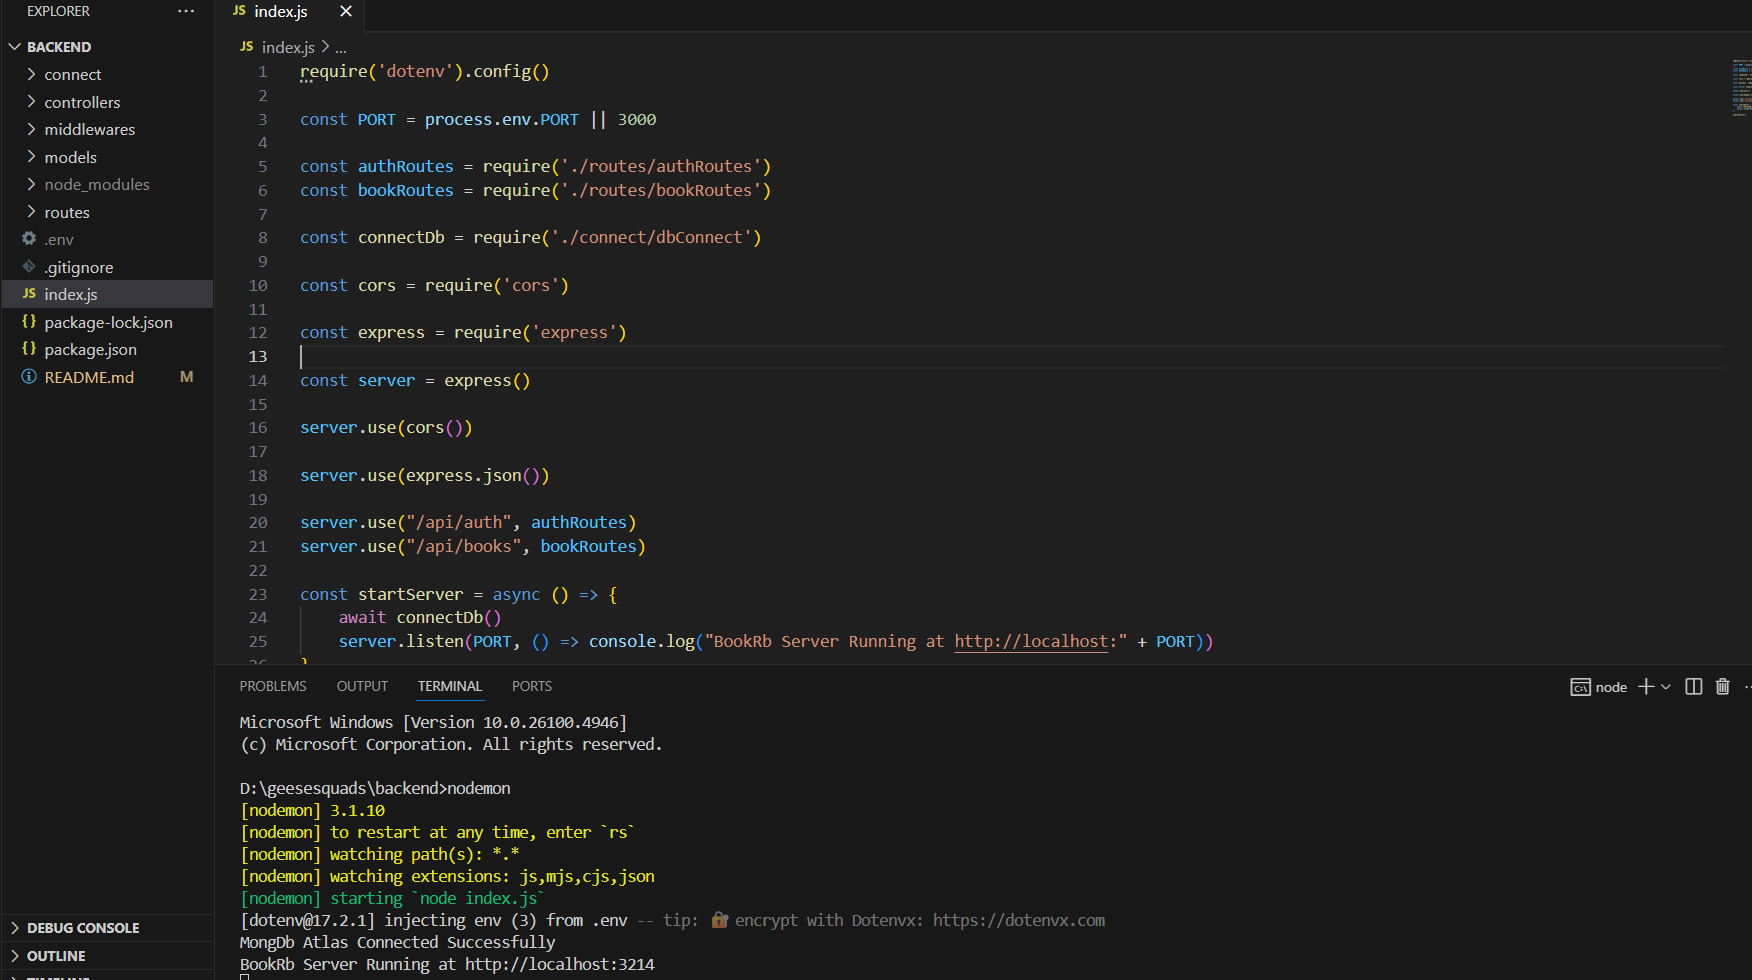 EXPLORER
BACKEND
connect
controllers
middlewares
models
node_modules
routes
.env
.gitignore
JS index.js
{} package-lock.json
{} package.json
README.md M
DEBUG CONSOLE
OUTLINE
TIMELINE
JS index.js
JS index.js > ...
1 require('dotenv').config()
2
3 const PORT = process.env.PORT || 3000
4
5 const authRoutes = require('./routes/authRoutes')
6 const bookRoutes = require('./routes/bookRoutes')
7
8 const connectDb = require('./connect/dbConnect')
9
10 const cors = require('cors')
11
12 const express = require('express')
13
14 const server = express()
15
16 server.use(cors())
17
18 server.use(express.json())
19
20 server.use("/api/auth", authRoutes)
21 server.use("/api/books", bookRoutes)
22
23 const startServer = async () => {
24 await connectDb()
25 server.listen(PORT, () => console.log("BookRb Server Running at http://localhost:" + PORT))
26 }
PROBLEMS OUTPUT TERMINAL PORTS
node
Microsoft Windows [Version 10.0.26100.4946]
(c) Microsoft Corporation. All rights reserved.
D:\geesesquads\backend>nodemon
[nodemon] 3.1.10
[nodemon] to restart at any time, enter `rs`
[nodemon] watching path(s): *.*
[nodemon] watching extensions: js,mjs,cjs,json
[nodemon] starting `node index.js`
[dotenv@17.2.1] injecting env (3) from .env -- tip: 🔐 encrypt with Dotenvx: https://dotenvx.com
MongDb Atlas Connected Successfully
BookRb Server Running at http://localhost:3214